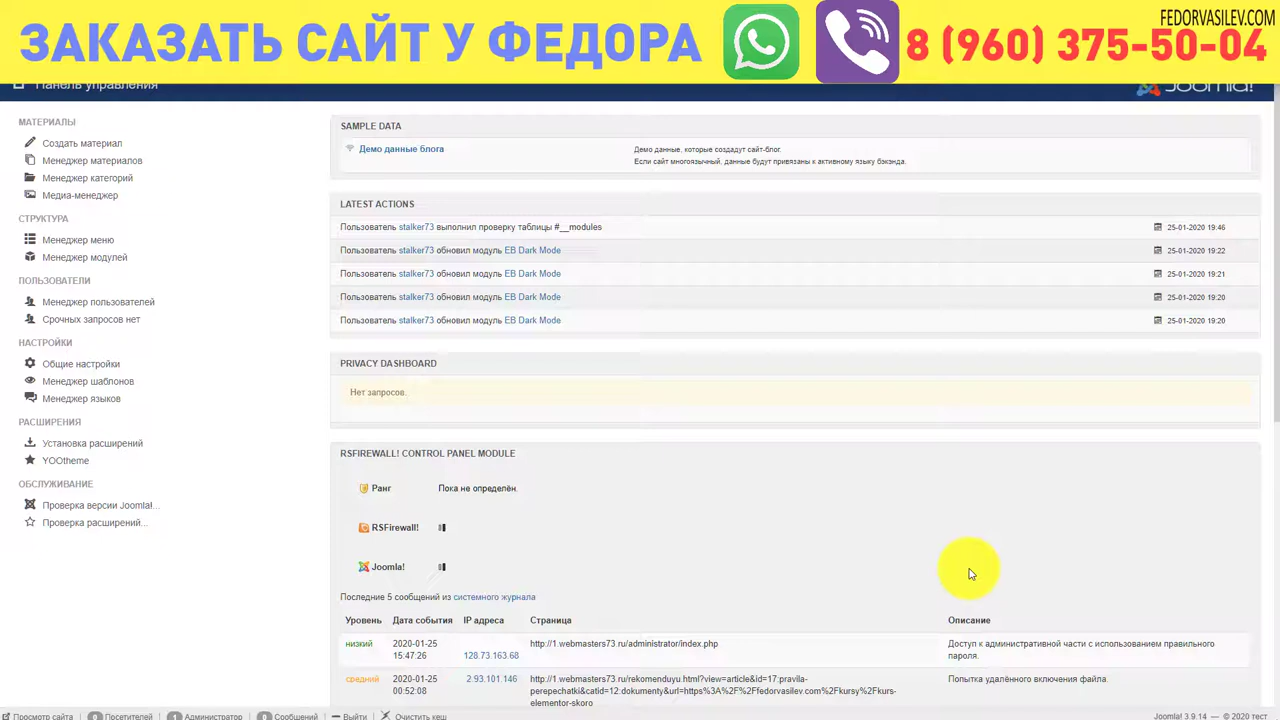 FEDORVASILEV.COM
ЗАКАЗАТЬ САЙТ У ФЕДОРА
8 (960) 375-50-04
Панель управления
Joomla!
МАТЕРИАЛЫ
Создать материал
Менеджер материалов
Менеджер категорий
Медиа-менеджер
СТРУКТУРА
Менеджер меню
Менеджер модулей
ПОЛЬЗОВАТЕЛИ
Менеджер пользователей
Срочных запросов нет
НАСТРОЙКИ
Общие настройки
Менеджер шаблонов
Менеджер языков
РАСШИРЕНИЯ
Установка расширений
YOOtheme
ОБСЛУЖИВАНИЕ
Проверка версии Joomla!...
Проверка расширений...
SAMPLE DATA
Демо данные блога
Демо данные, которые создадут сайт-блог.
Если сайт многоязычный, данные будут привязаны к активному языку бэкэнда.
LATEST ACTIONS
Пользователь stalker73 выполнил проверку таблицы #__modules 25-01-2020 19:46
Пользователь stalker73 обновил модуль EB Dark Mode 25-01-2020 19:22
Пользователь stalker73 обновил модуль EB Dark Mode 25-01-2020 19:21
Пользователь stalker73 обновил модуль EB Dark Mode 25-01-2020 19:20
Пользователь stalker73 обновил модуль EB Dark Mode 25-01-2020 19:20
PRIVACY DASHBOARD
Нет запросов.
RSFIREWALL! CONTROL PANEL MODULE
Ранг Пока не определён.
RSFirewall!
Joomla!
Последние 5 сообщений из системного журнала
Уровень Дата события IP адреса Страница Описание
низкий 2020-01-25 15:47:26 128.73.163.68 http://1.webmasters73.ru/administrator/index.php Доступ к административной части с использованием правильного пароля.
средний 2020-01-25 00:52:08 2.93.101.146 http://1.webmasters73.ru/rekomenduyu.html?view=article&id=17:pravila-perepechatki&catid=12:dokumenty&url=https%3A%2F%2Ffedorvasilev.com%2Fkursy%2Fkurs-elementor-skoro Попытка удалённого включения файла.
Просмотр сайта 0 Посетителей 1 Администратор 0 Сообщений Выйти Очистить кеш
Joomla! 3.9.14 — © 2020 тест